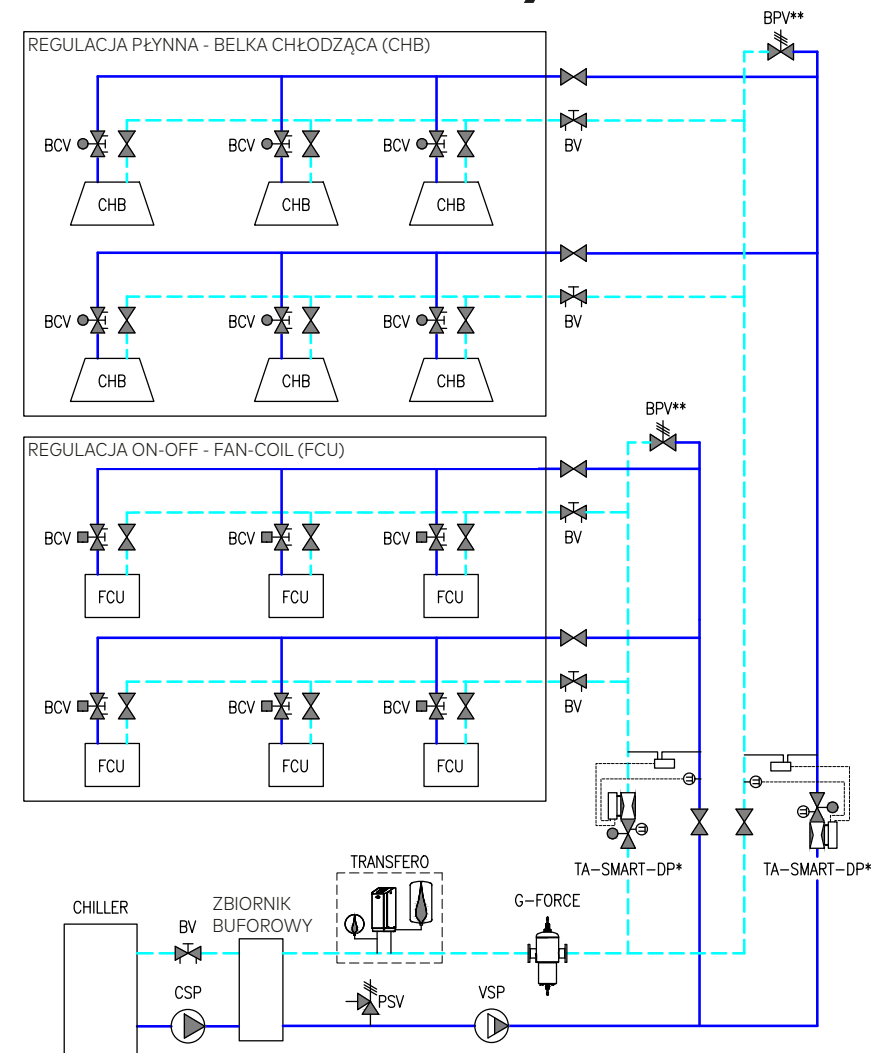 BPV**
REGULACJA PŁYNNA - BELKA CHŁODZĄCA (CHB)
BCV BCV BCV BV
CHB CHB CHB
BCV BCV BCV BV
CHB CHB CHB
BPV**
REGULACJA ON-OFF - FAN-COIL (FCU)
BCV BCV BCV BV
FCU FCU FCU
BCV BCV BCV BV
FCU FCU FCU
TA-SMART-DP* TA-SMART-DP*
TRANSFERO
CHILLER
ZBIORNIK
BUFOROWY
G-FORCE
BV
CSP
PSV
VSP